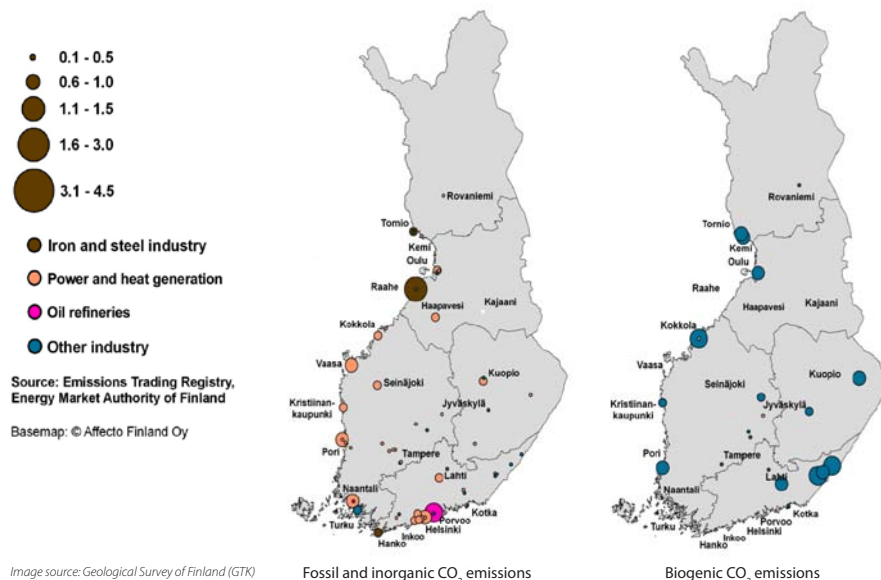 0.1 - 0.5
0.6 - 1.0
1.1 - 1.5
1.6 - 3.0
3.1 - 4.5
Iron and steel industry
Power and heat generation
Oil refineries
Other industry
Source: Emissions Trading Registry,
Energy Market Authority of Finland
Basemap: © Affecto Finland Oy
Image source: Geological Survey of Finland (GTK)
Rovaniemi
Tornio
Kemi
Oulu
Raahe
Haapavesi
Kajaani
Kokkola
Vaasa
Seinäjoki
Kuopio
Kristiinan-
kaupunki
Jyväskylä
Pori
Tampere
Lahti
Naantali
Turku
Kotka
Porvoo
Helsinki
Inkoo
Hanko
Fossil and inorganic CO₂ emissions
Rovaniemi
Tornio
Kemi
Oulu
Raahe
Haapavesi
Kajaani
Kokkola
Vaasa
Seinäjoki
Kuopio
Kristiinan-
kaupunki
Jyväskylä
Pori
Tampere
Lahti
Naantali
Turku
Kotka
Porvoo
Helsinki
Inkoo
Hanko
Biogenic CO₂ emissions